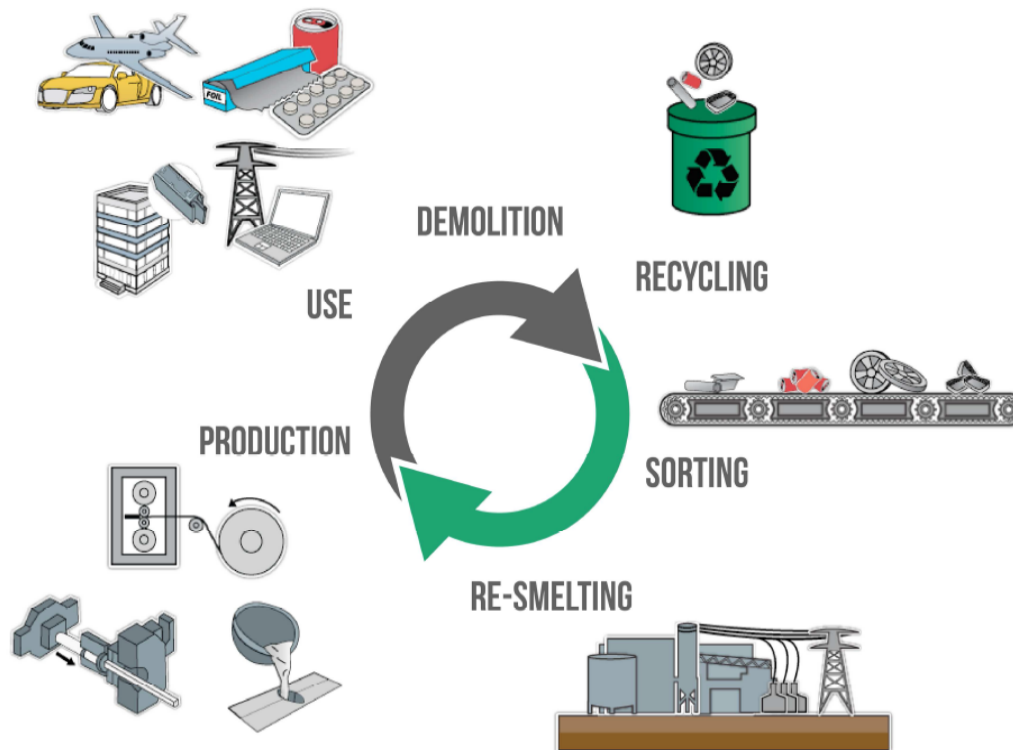 FOIL
DEMOLITION
RECYCLING
USE
PRODUCTION
SORTING
RE-SMELTING